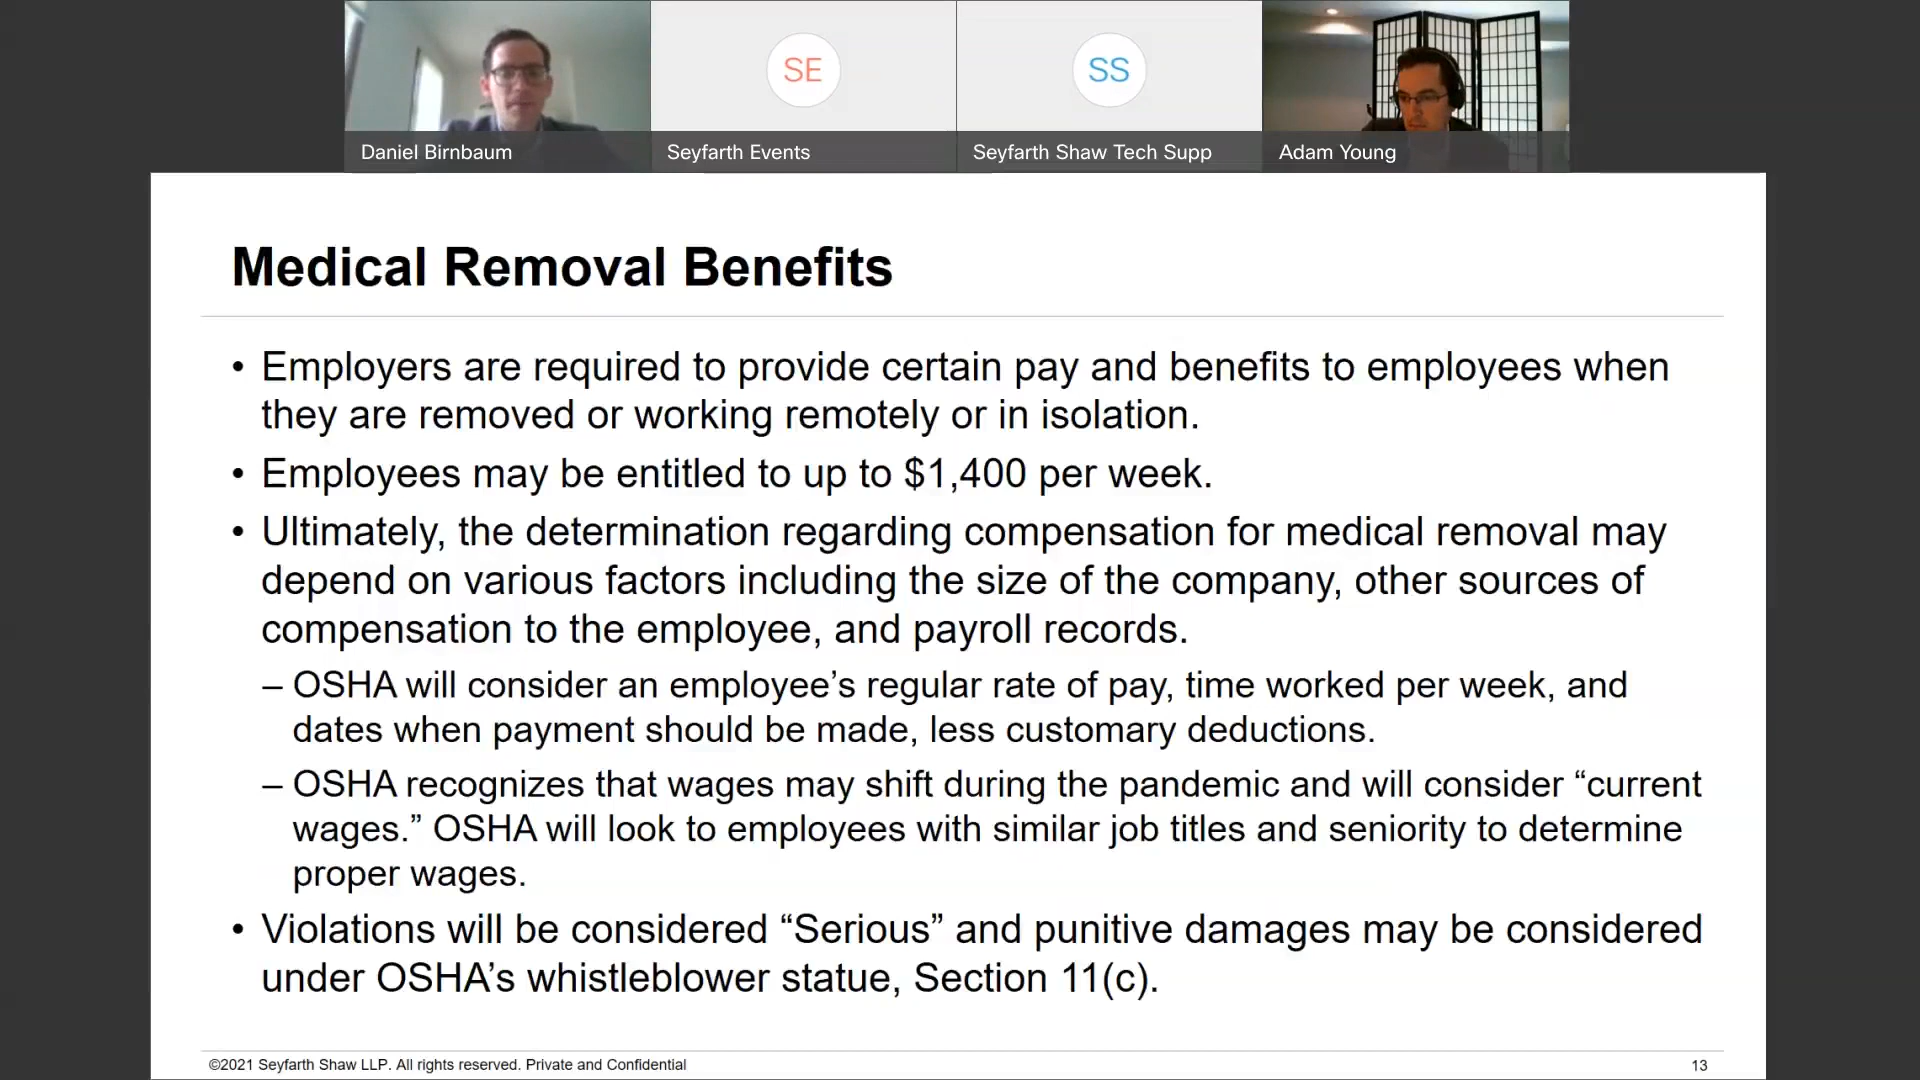 SE
SS
Daniel Birnbaum
Seyfarth Events
Seyfarth Shaw Tech Supp
Adam Young
Medical Removal Benefits
• Employers are required to provide certain pay and benefits to employees when
they are removed or working remotely or in isolation.
• Employees may be entitled to up to $1,400 per week.
• Ultimately, the determination regarding compensation for medical removal may
depend on various factors including the size of the company, other sources of
compensation to the employee, and payroll records.
– OSHA will consider an employee’s regular rate of pay, time worked per week, and
dates when payment should be made, less customary deductions.
– OSHA recognizes that wages may shift during the pandemic and will consider “current
wages.” OSHA will look to employees with similar job titles and seniority to determine
proper wages.
• Violations will be considered “Serious” and punitive damages may be considered
under OSHA’s whistleblower statue, Section 11(c).
©2021 Seyfarth Shaw LLP. All rights reserved. Private and Confidential
13